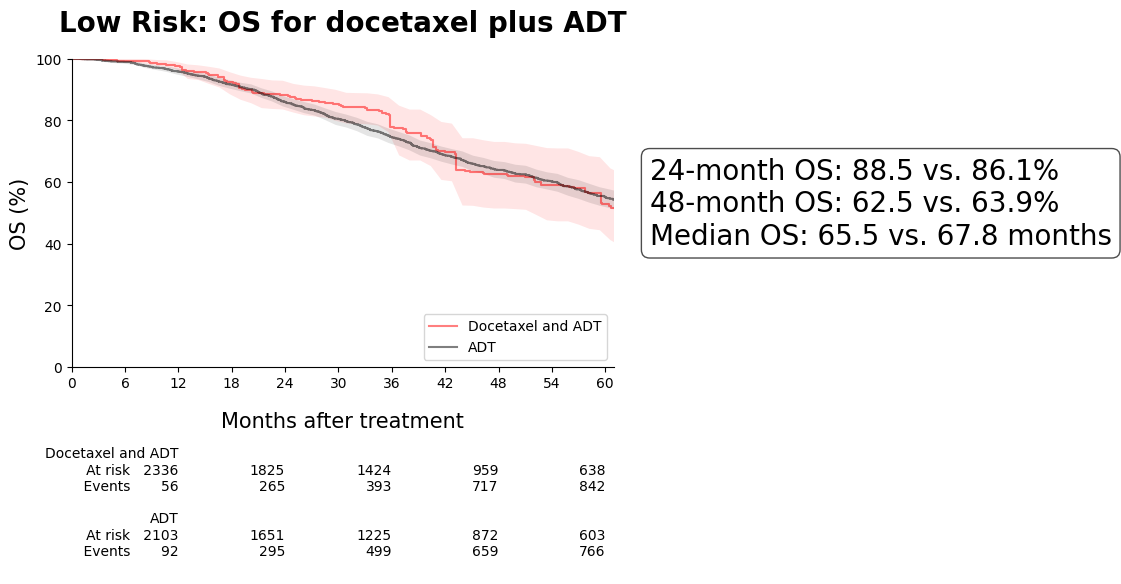 Low Risk: OS for docetaxel plus ADT
100
80
60
40
20
0
OS (%)
0 6 12 18 24 30 36 42 48 54 60
Months after treatment
Docetaxel and ADT
ADT
24-month OS: 88.5 vs. 86.1%
48-month OS: 62.5 vs. 63.9%
Median OS: 65.5 vs. 67.8 months
Docetaxel and ADT
At risk 2336 1825 1424 959 638
Events 56 265 393 717 842
ADT
At risk 2103 1651 1225 872 603
Events 92 295 499 659 766